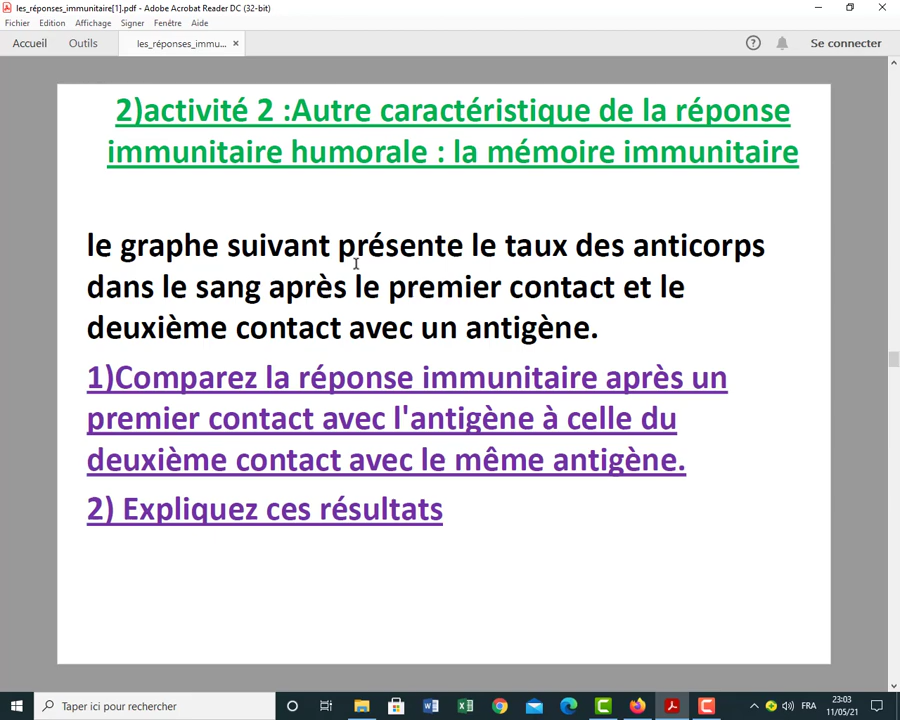 les_réponses_immunitaire[1].pdf - Adobe Acrobat Reader DC (32-bit)
Fichier Edition Affichage Signer Fenêtre Aide
Accueil Outils les_réponses_immu... × Se connecter
2)activité 2 :Autre caractéristique de la réponse
immunitaire humorale : la mémoire immunitaire
le graphe suivant présente le taux des anticorps
dans le sang après le premier contact et le
deuxième contact avec un antigène.
1)Comparez la réponse immunitaire après un
premier contact avec l'antigène à celle du
deuxième contact avec le même antigène.
2) Expliquez ces résultats
Taper ici pour rechercher
FRA
23:03
11/05/21